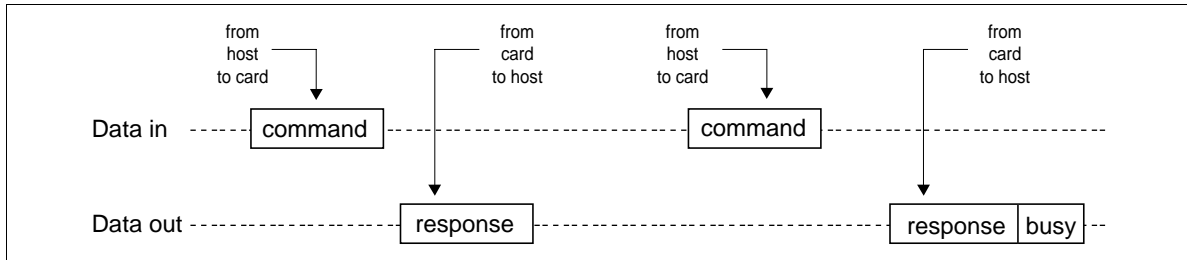 from
host
to card
from
card
to host
from
host
to card
from
card
to host
Data in
command
command
Data out
response
response
busy